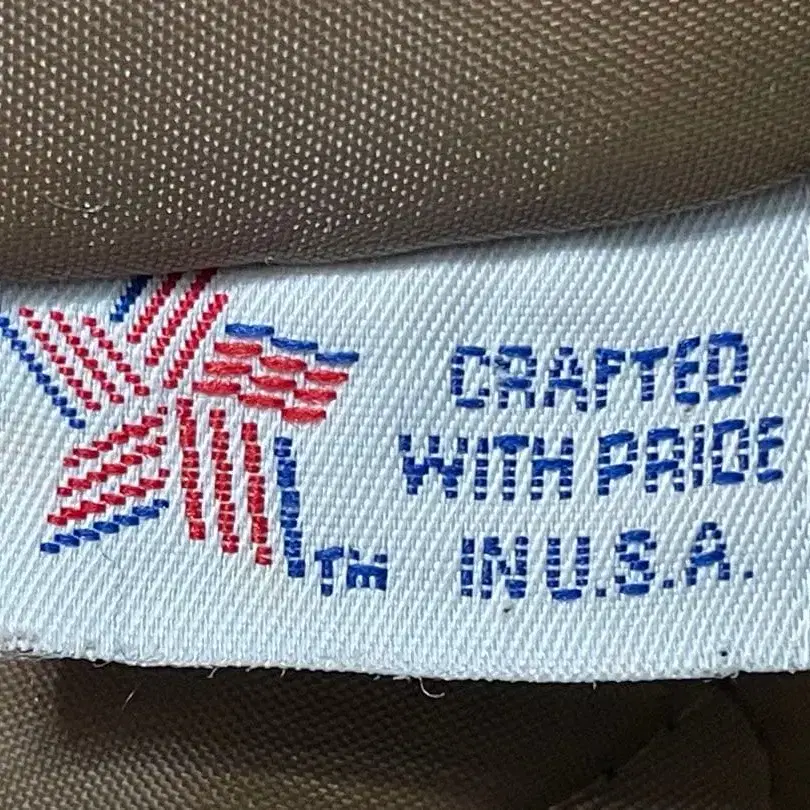 CRAFTED
WITH PRIDE
IN U.S.A.
TM